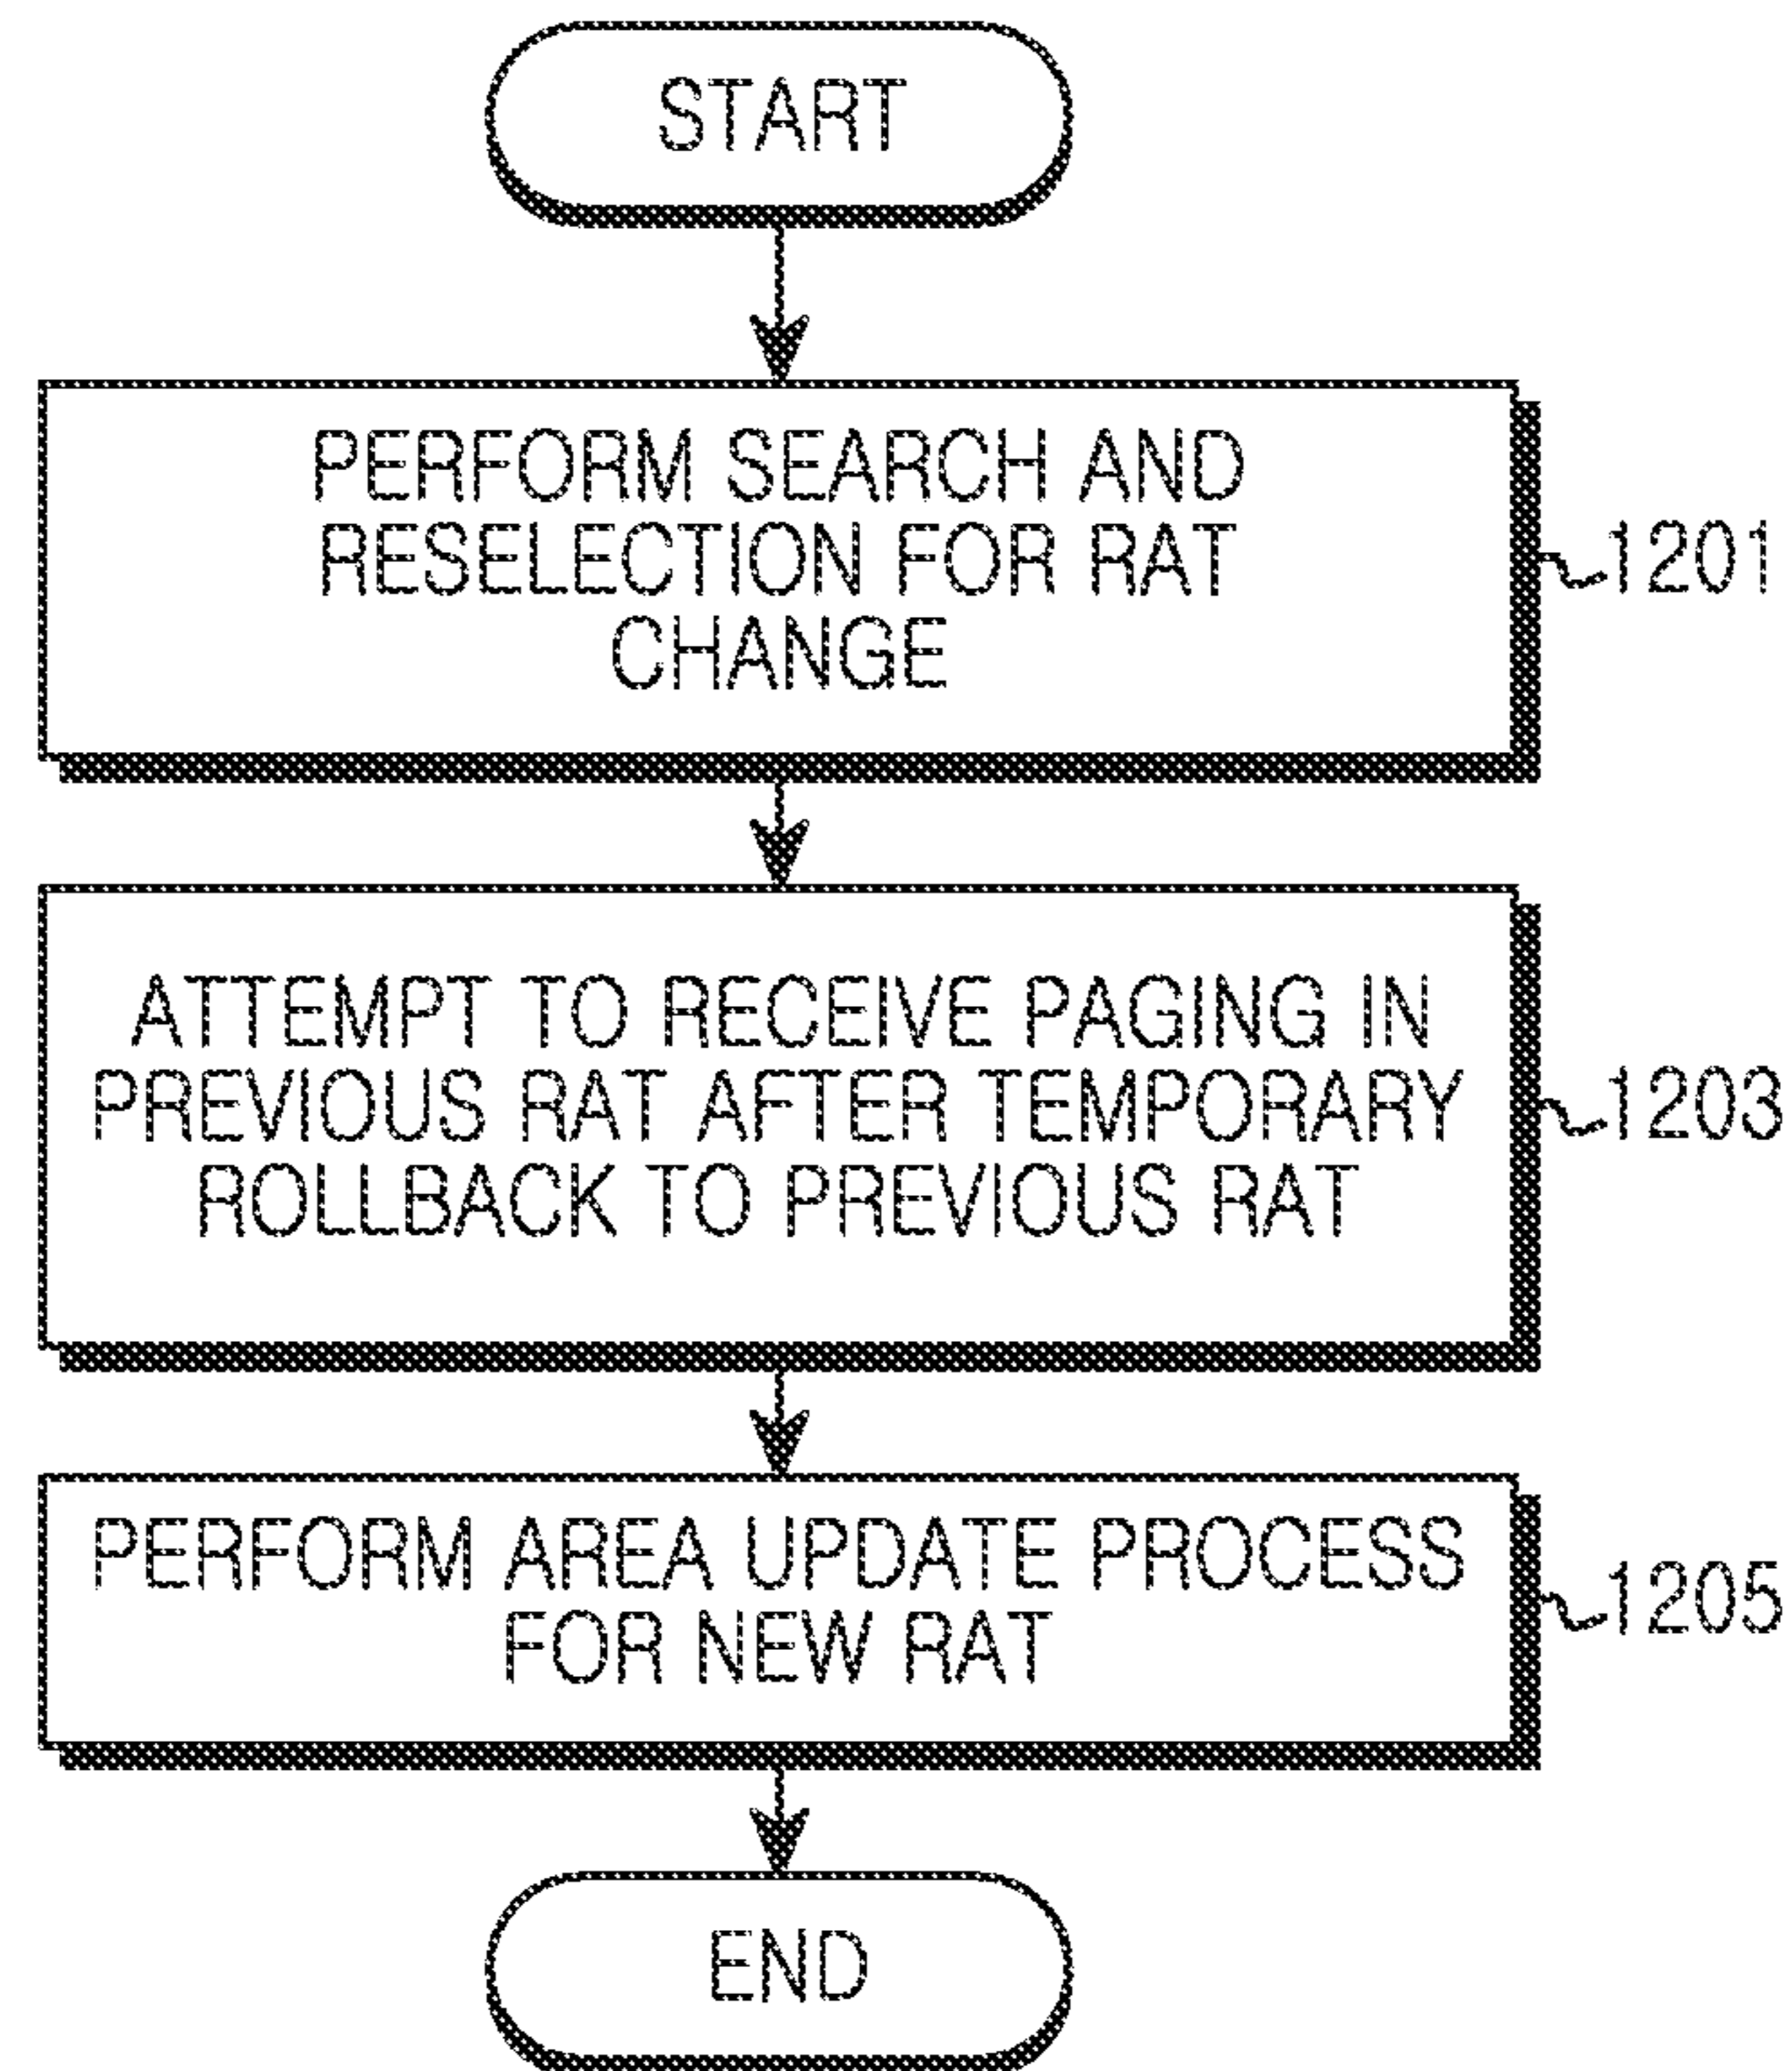 START
PERFORM SEARCH AND
RESELECTION FOR RAT
CHANGE
1201
ATTEMPT TO RECEIVE PAGING IN
PREVIOUS RAT AFTER TEMPORARY
ROLLBACK TO PREVIOUS RAT
1203
PERFORM AREA UPDATE PROCESS
FOR NEW RAT
1205
END